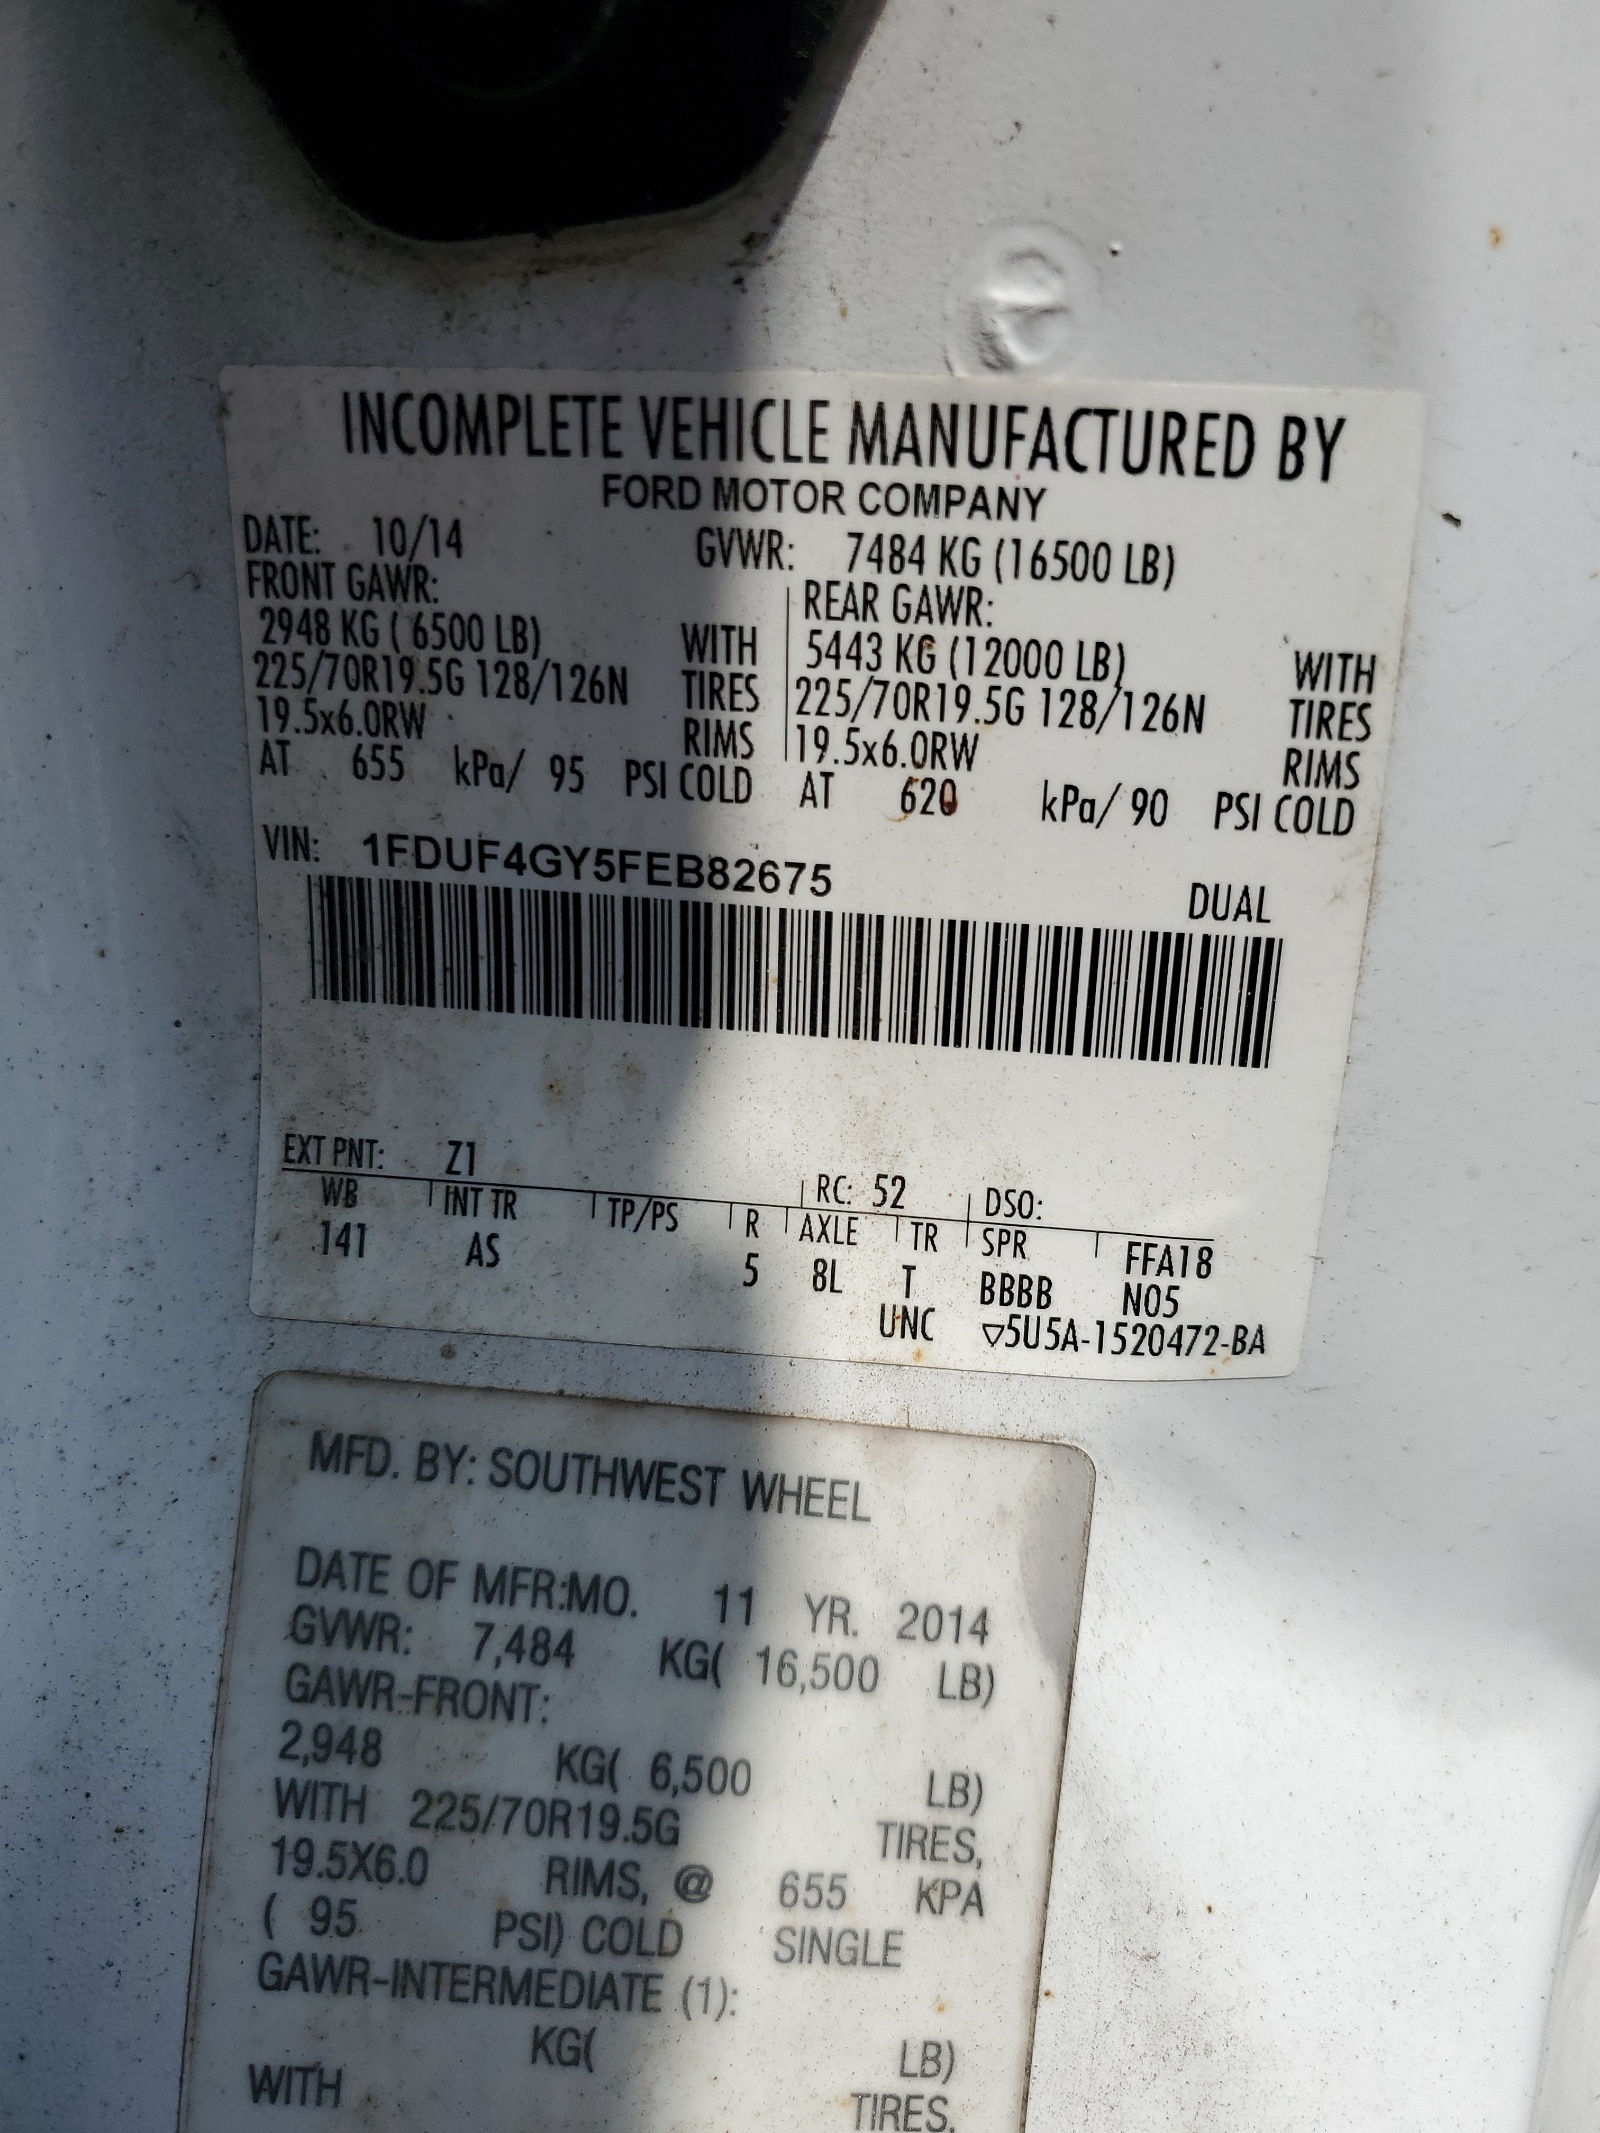 INCOMPLETE VEHICLE MANUFACTURED BY
FORD MOTOR COMPANY
DATE: 10/14 GVWR: 7484 KG (16500 LB)
FRONT GAWR: REAR GAWR:
2948 KG ( 6500 LB) WITH 5443 KG (12000 LB) WITH
225/70R19.5G 128/126N TIRES 225/70R19.5G 128/126N TIRES
19.5x6.0RW RIMS 19.5x6.0RW RIMS
AT 655 kPa/ 95 PSI COLD AT 620 kPa/ 90 PSI COLD
VIN: 1FDUF4GY5FEB82675
DUAL
EXT PNT: Z1 RC: 52 DSO:
WB INT TR TP/PS R AXLE TR SPR FFA18
141 AS 5 8L T BBBB N05
UNC ▽5U5A-1520472-BA
MFD. BY: SOUTHWEST WHEEL
DATE OF MFR:MO. 11 YR. 2014
GVWR: 7,484 KG( 16,500 LB)
GAWR-FRONT:
2,948 KG( 6,500 LB)
WITH 225/70R19.5G TIRES,
19.5X6.0 RIMS, @ 655 KPA
( 95 PSI) COLD SINGLE
GAWR-INTERMEDIATE (1):
KG( LB)
WITH TIRES,